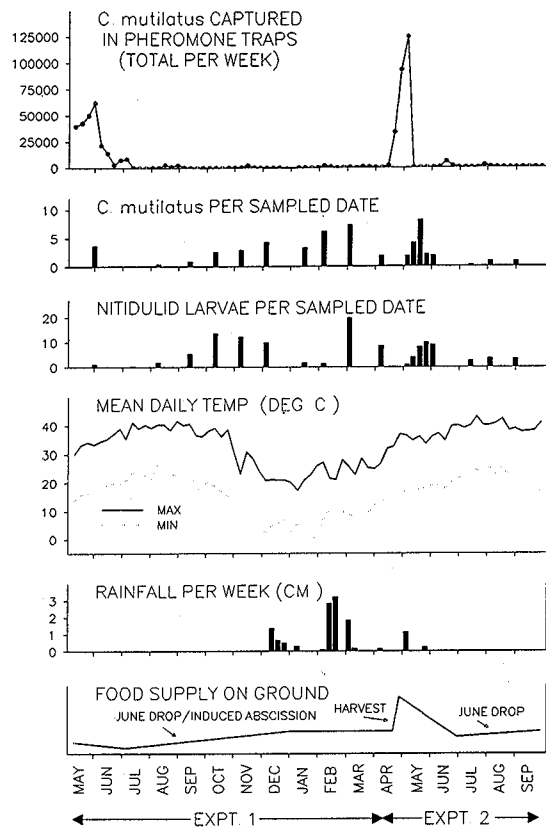 C. mutilatus CAPTURED
IN PHEROMONE TRAPS
(TOTAL PER WEEK)
125000
100000
75000
50000
25000
0
C. mutilatus PER SAMPLED DATE
10
5
0
NITIDULID LARVAE PER SAMPLED DATE
20
10
0
MEAN DAILY TEMP (DEG C)
40
30
20
10
0
MAX
MIN
RAINFALL PER WEEK (CM)
3
2
1
0
FOOD SUPPLY ON GROUND
JUNE DROP/INDUCED ABSCISSION
HARVEST
JUNE DROP
MAY JUN JUL AUG SEP OCT NOV DEC JAN FEB MAR APR MAY JUN JUL AUG SEP
EXPT. 1 EXPT. 2